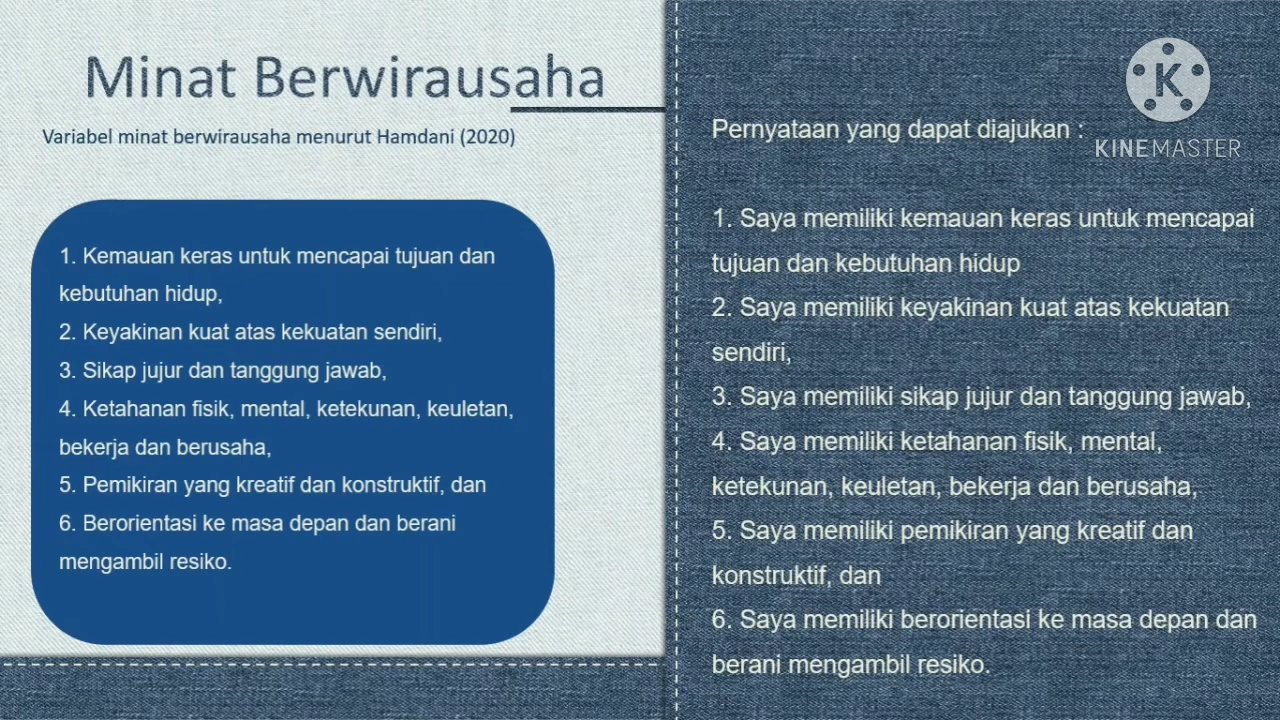 Minat Berwirausaha
Variabel minat berwirausaha menurut Hamdani (2020)
1. Kemauan keras untuk mencapai tujuan dan
kebutuhan hidup,
2. Keyakinan kuat atas kekuatan sendiri,
3. Sikap jujur dan tanggung jawab,
4. Ketahanan fisik, mental, ketekunan, keuletan,
bekerja dan berusaha,
5. Pemikiran yang kreatif dan konstruktif, dan
6. Berorientasi ke masa depan dan berani
mengambil resiko.
K
KINEMASTER
Pernyataan yang dapat diajukan :
1. Saya memiliki kemauan keras untuk mencapai
tujuan dan kebutuhan hidup
2. Saya memiliki keyakinan kuat atas kekuatan
sendiri,
3. Saya memiliki sikap jujur dan tanggung jawab,
4. Saya memiliki ketahanan fisik, mental,
ketekunan, keuletan, bekerja dan berusaha,
5. Saya memiliki pemikiran yang kreatif dan
konstruktif, dan
6. Saya memiliki berorientasi ke masa depan dan
berani mengambil resiko.